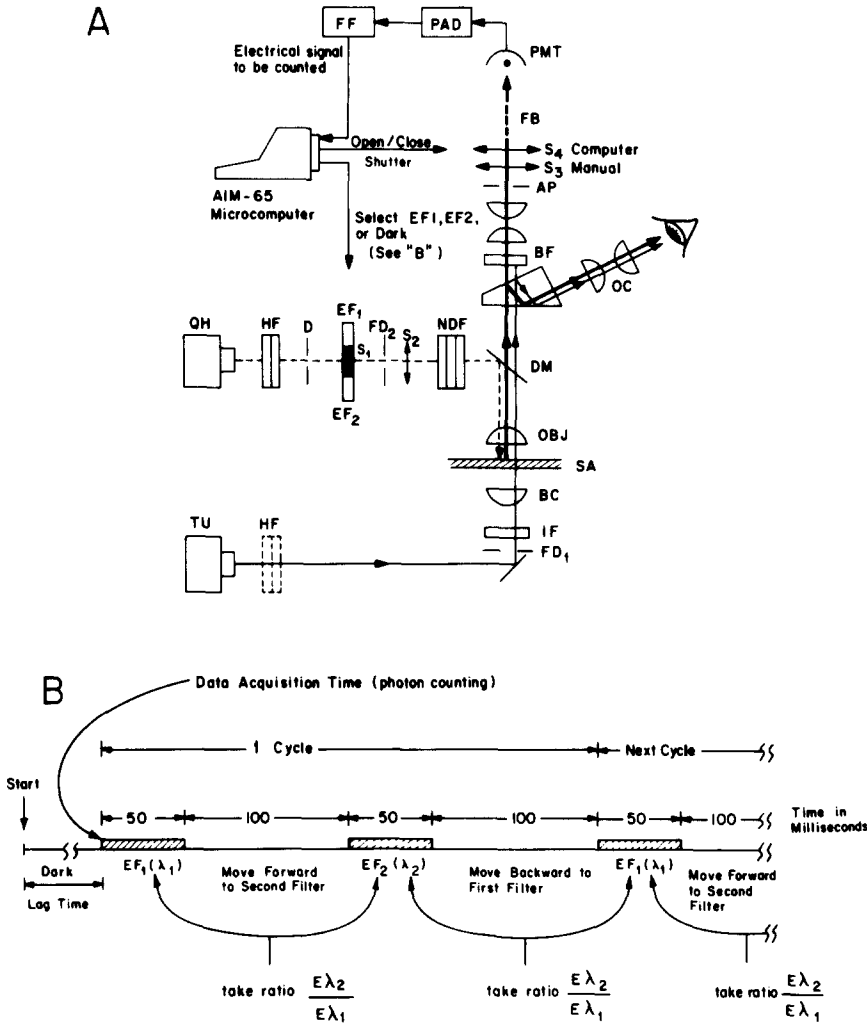 A
FF
PAD
PMT
Electrical signal
to be counted
FB
Open/Close
Shutter
S4 Computer
S3 Manual
AP
AIM-65
Microcomputer
Select EF1, EF2,
or Dark
(See "B")
BF
OC
QH
HF
D
EF1
S1
FD2
S2
NDF
DM
EF2
OBJ
SA
BC
TU
HF
IF
FD1
B
Data Acquisition Time (photon counting)
1 Cycle
Next Cycle
Start
50
100
50
100
50
100
Time in
Milliseconds
Dark
EF1(λ1)
Move Forward
to Second Filter
EF2(λ2)
Move Backward to
First Filter
EF1(λ1)
Move Forward
to Second
Filter
Lag Time
take ratio Eλ2
Eλ1
take ratio Eλ2
Eλ1
take ratio Eλ2
Eλ1